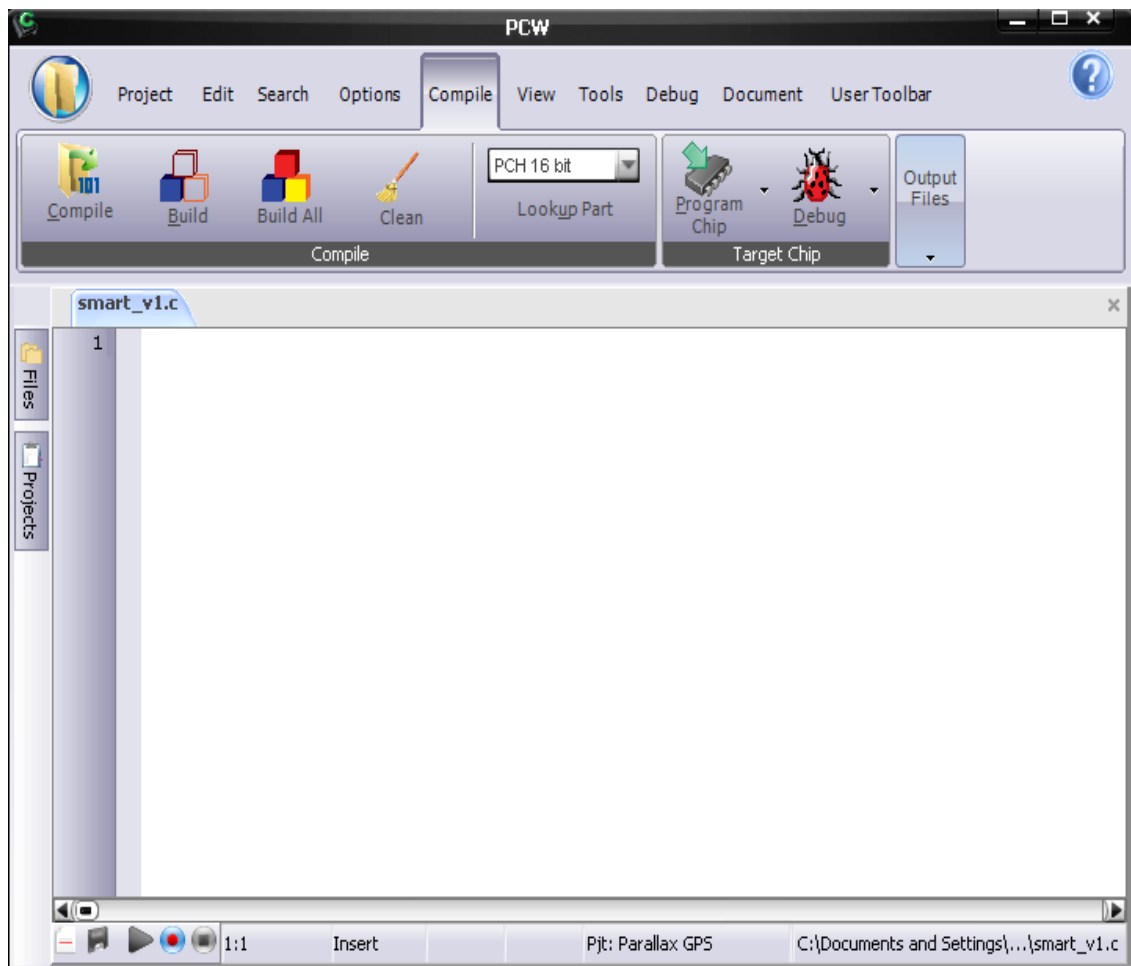 PCW
Project Edit Search Options Compile View Tools Debug Document User Toolbar
101
Compile
Build
Build All
Clean
PCH 16 bit
Lookup Part
Compile
Program
Chip
Debug
Target Chip
Output
Files
smart_v1.c
1
Files
Projects
1:1 Insert Pjt: Parallax GPS C:\Documents and Settings\...\smart_v1.c